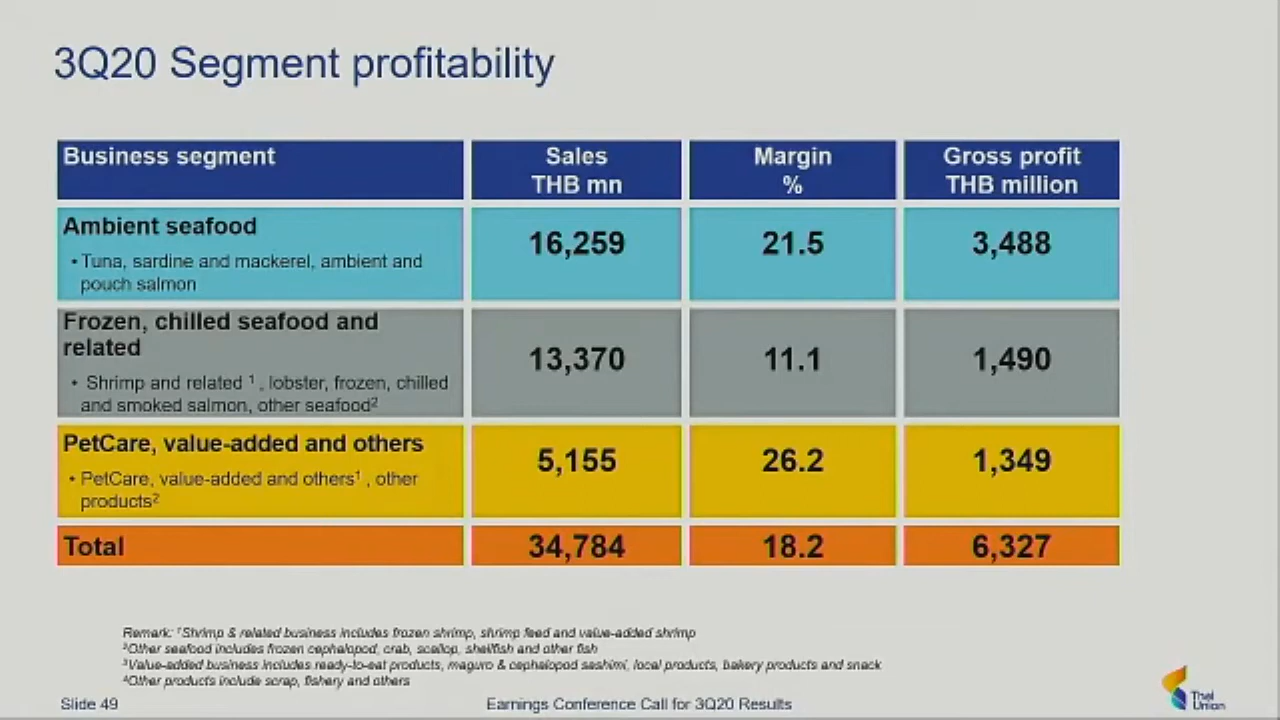 3Q20 Segment profitability
Business segment
Sales
THB mn
Margin
%
Gross profit
THB million
Ambient seafood
• Tuna, sardine and mackerel, ambient and
pouch salmon
16,259
21.5
3,488
Frozen, chilled seafood and
related
• Shrimp and related ¹ , lobster, frozen, chilled
and smoked salmon, other seafood²
13,370
11.1
1,490
PetCare, value-added and others
• PetCare, value-added and others¹ , other
products²
5,155
26.2
1,349
Total
34,784
18.2
6,327
Remark: ¹Shrimp & related business includes frozen shrimp, shrimp feed and value-added shrimp
²Other seafood includes frozen cephalopod, crab, scallop, shellfish and other fish
³Value-added business includes ready-to-eat products, maguro & cephalopod sashimi, local products, bakery products and snack
⁴Other products include scrap, fishery and others
Slide 49
Earnings Conference Call for 3Q20 Results
Thai
Union